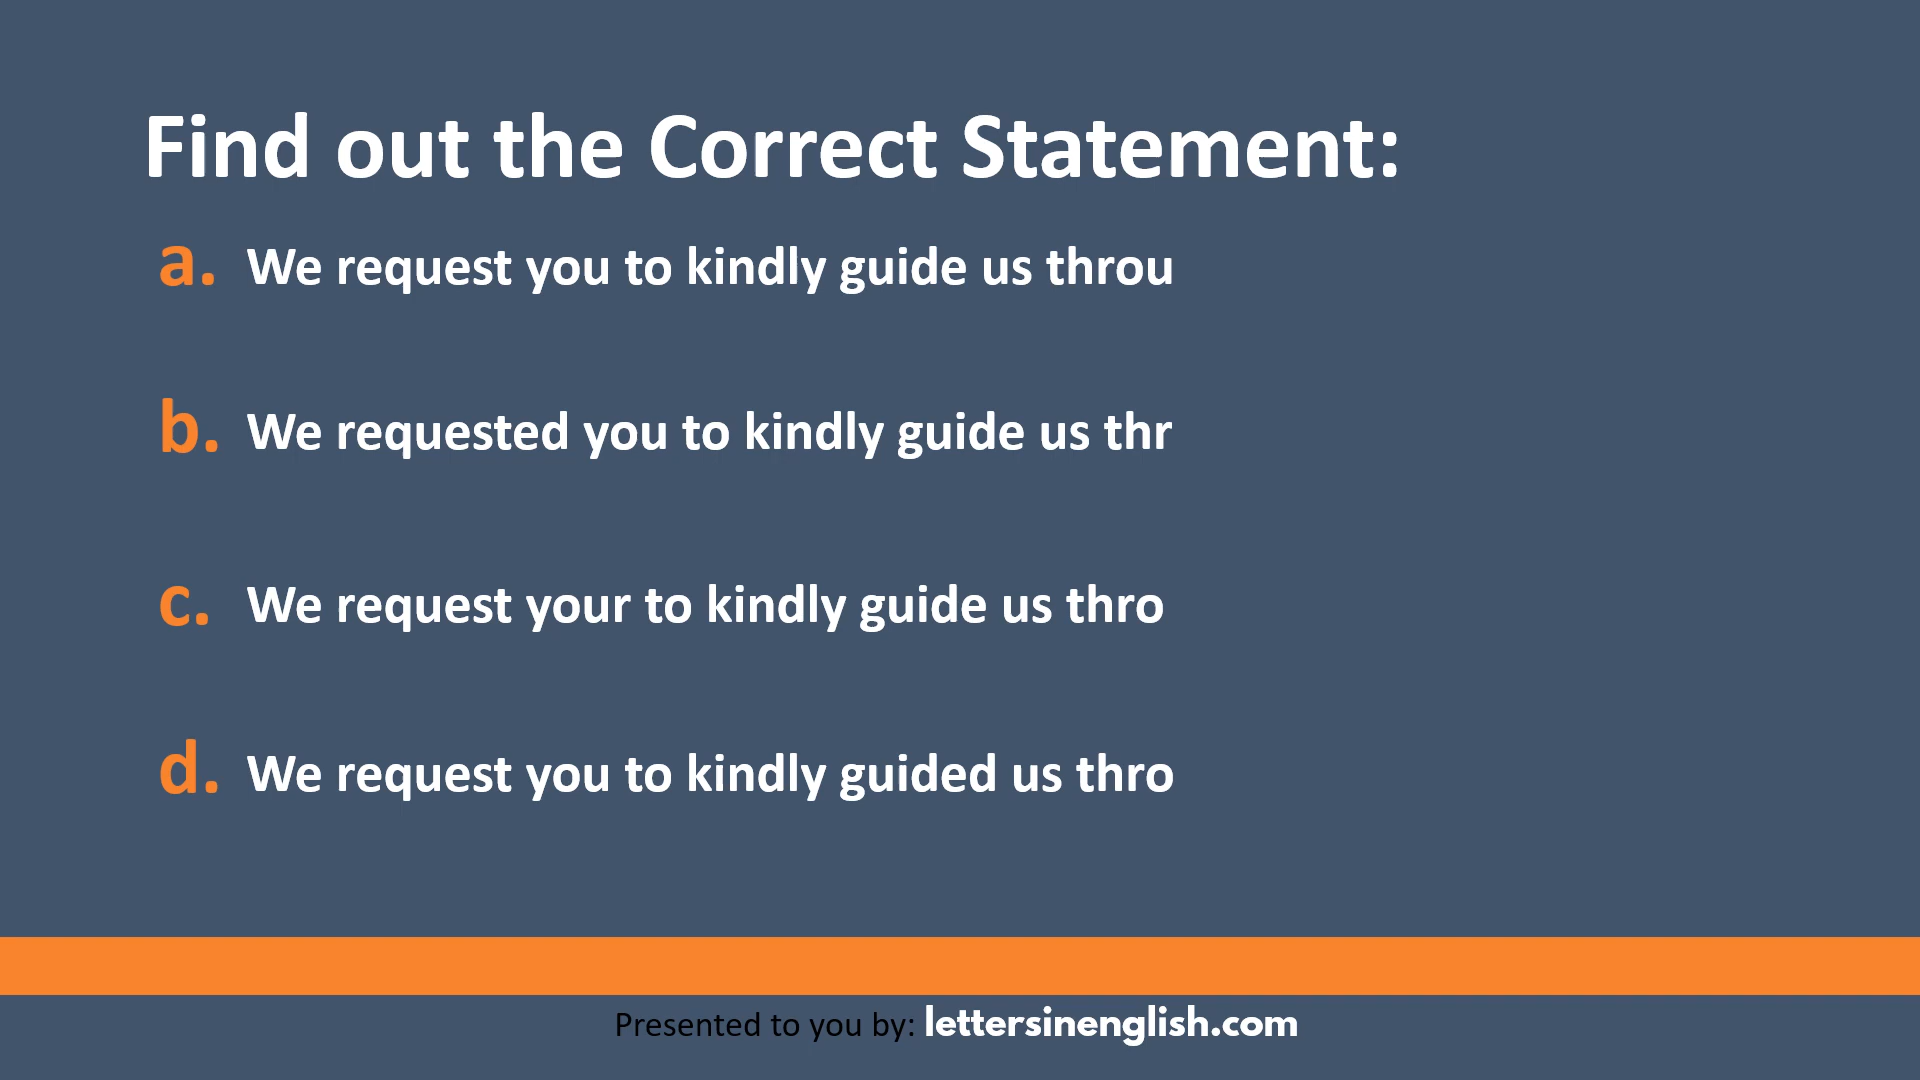 Find out the Correct Statement:
a. We request you to kindly guide us throu
b. We requested you to kindly guide us thr
c. We request your to kindly guide us thro
d. We request you to kindly guided us thro
Presented to you by: lettersinenglish.com